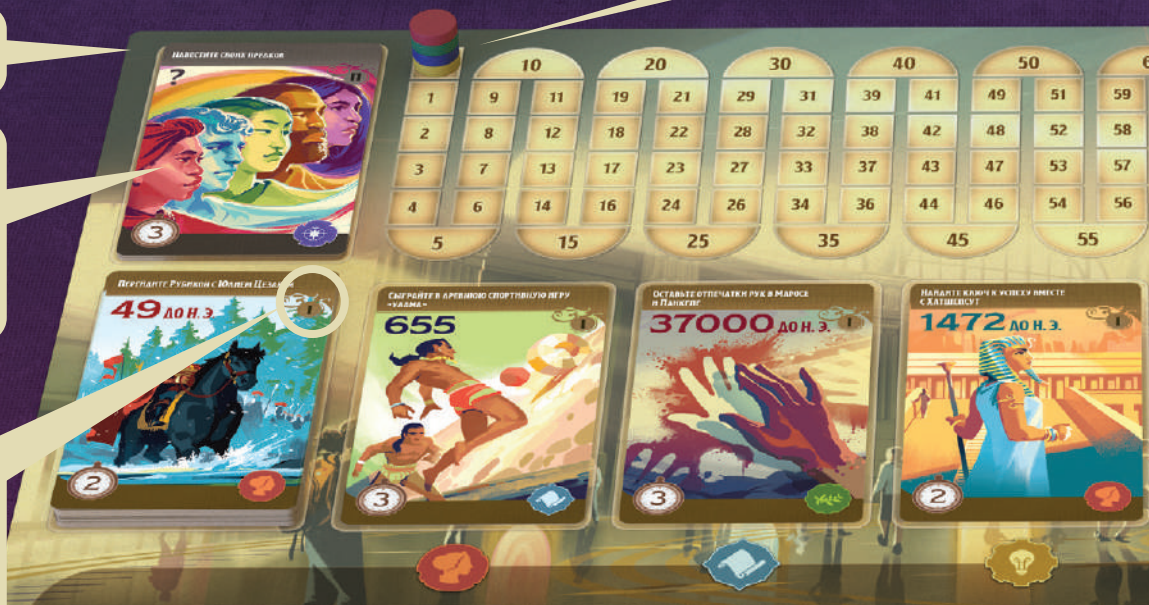 НАВЕСТИТЕ СВОИХ ПРЕДКОВ
?
II
3
10 20 30 40 50 6
1 9 11 19 21 29 31 39 41 49 51 59
2 8 12 18 22 28 32 38 42 48 52 58
3 7 13 17 23 27 33 37 43 47 53 57
4 6 14 16 24 26 34 36 44 46 54 56
5 15 25 35 45 55
ПЕРЕЙДИТЕ РУБИКОН С ЮЛИЕМ ЦЕЗА
49 ДО Н. Э.
I
2
СЫГРАЙТЕ В ДРЕВНЮЮ СПОРТИВНУЮ ИГРУ
«УЛАМА»
655
I
3
ОСТАВЬТЕ ОТПЕЧАТКИ РУК В МАРОСЕ
И ПАНГЕПЕ
37000 ДО Н. Э.
I
3
НАЙДИТЕ КЛЮЧ К УСПЕХУ ВМЕСТЕ
С ХАТШЕПСУТ
1472 ДО Н. Э.
I
2